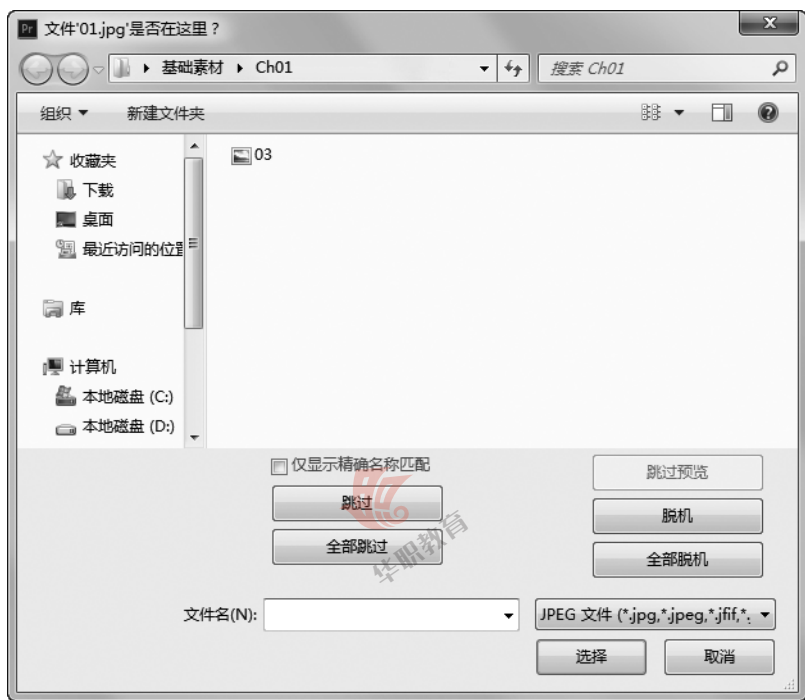 Pr 文件'01.jpg'是否在这里？
基础素材 Ch01 搜索 Ch01
组织 新建文件夹
收藏夹
下载
桌面
最近访问的位置
库
计算机
本地磁盘 (C:)
本地磁盘 (D:)
03
仅显示精确名称匹配
跳过预览
跳过
脱机
全部跳过
全部脱机
华职教育
文件名(N): JPEG 文件 (*.jpg,*.jpeg,*.jfif,*.
选择 取消